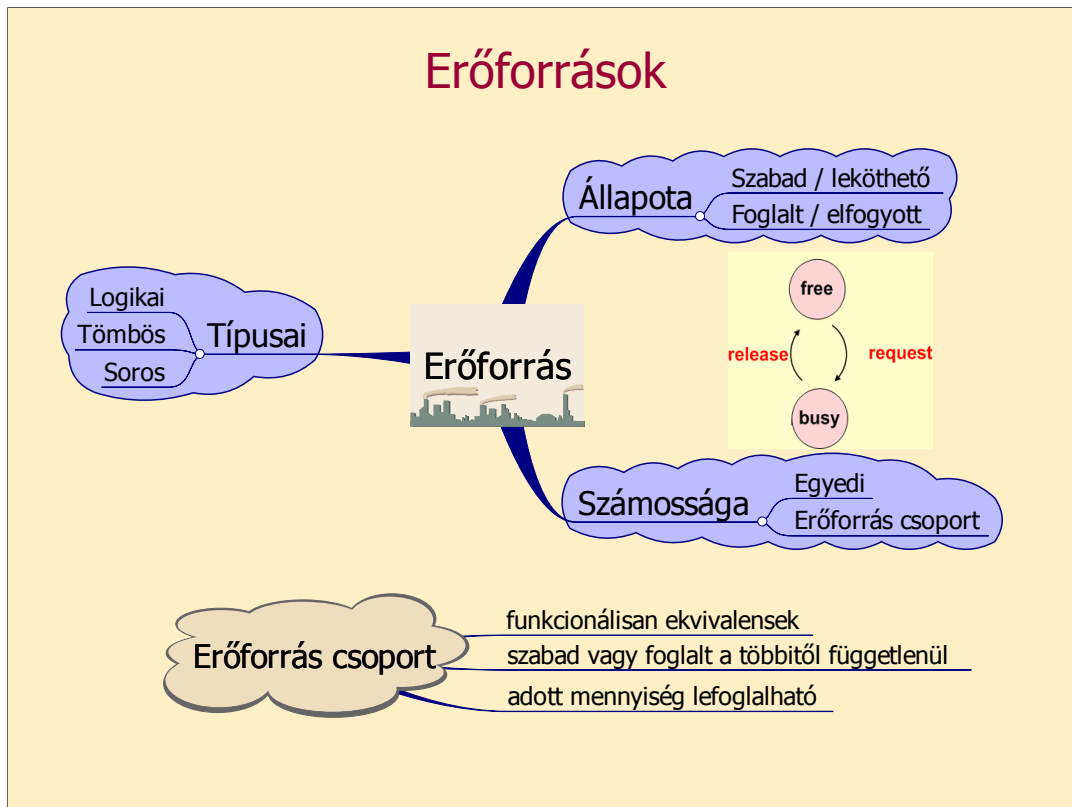 Erőforrások
Állapota
Szabad / leköthető
Foglalt / elfogyott
Logikai
Tömbös
Soros
Típusai
Erőforrás
free
release
request
busy
Számossága
Egyedi
Erőforrás csoport
Erőforrás csoport
funkcionálisan ekvivalensek
szabad vagy foglalt a többitől függetlenül
adott mennyiség lefoglalható